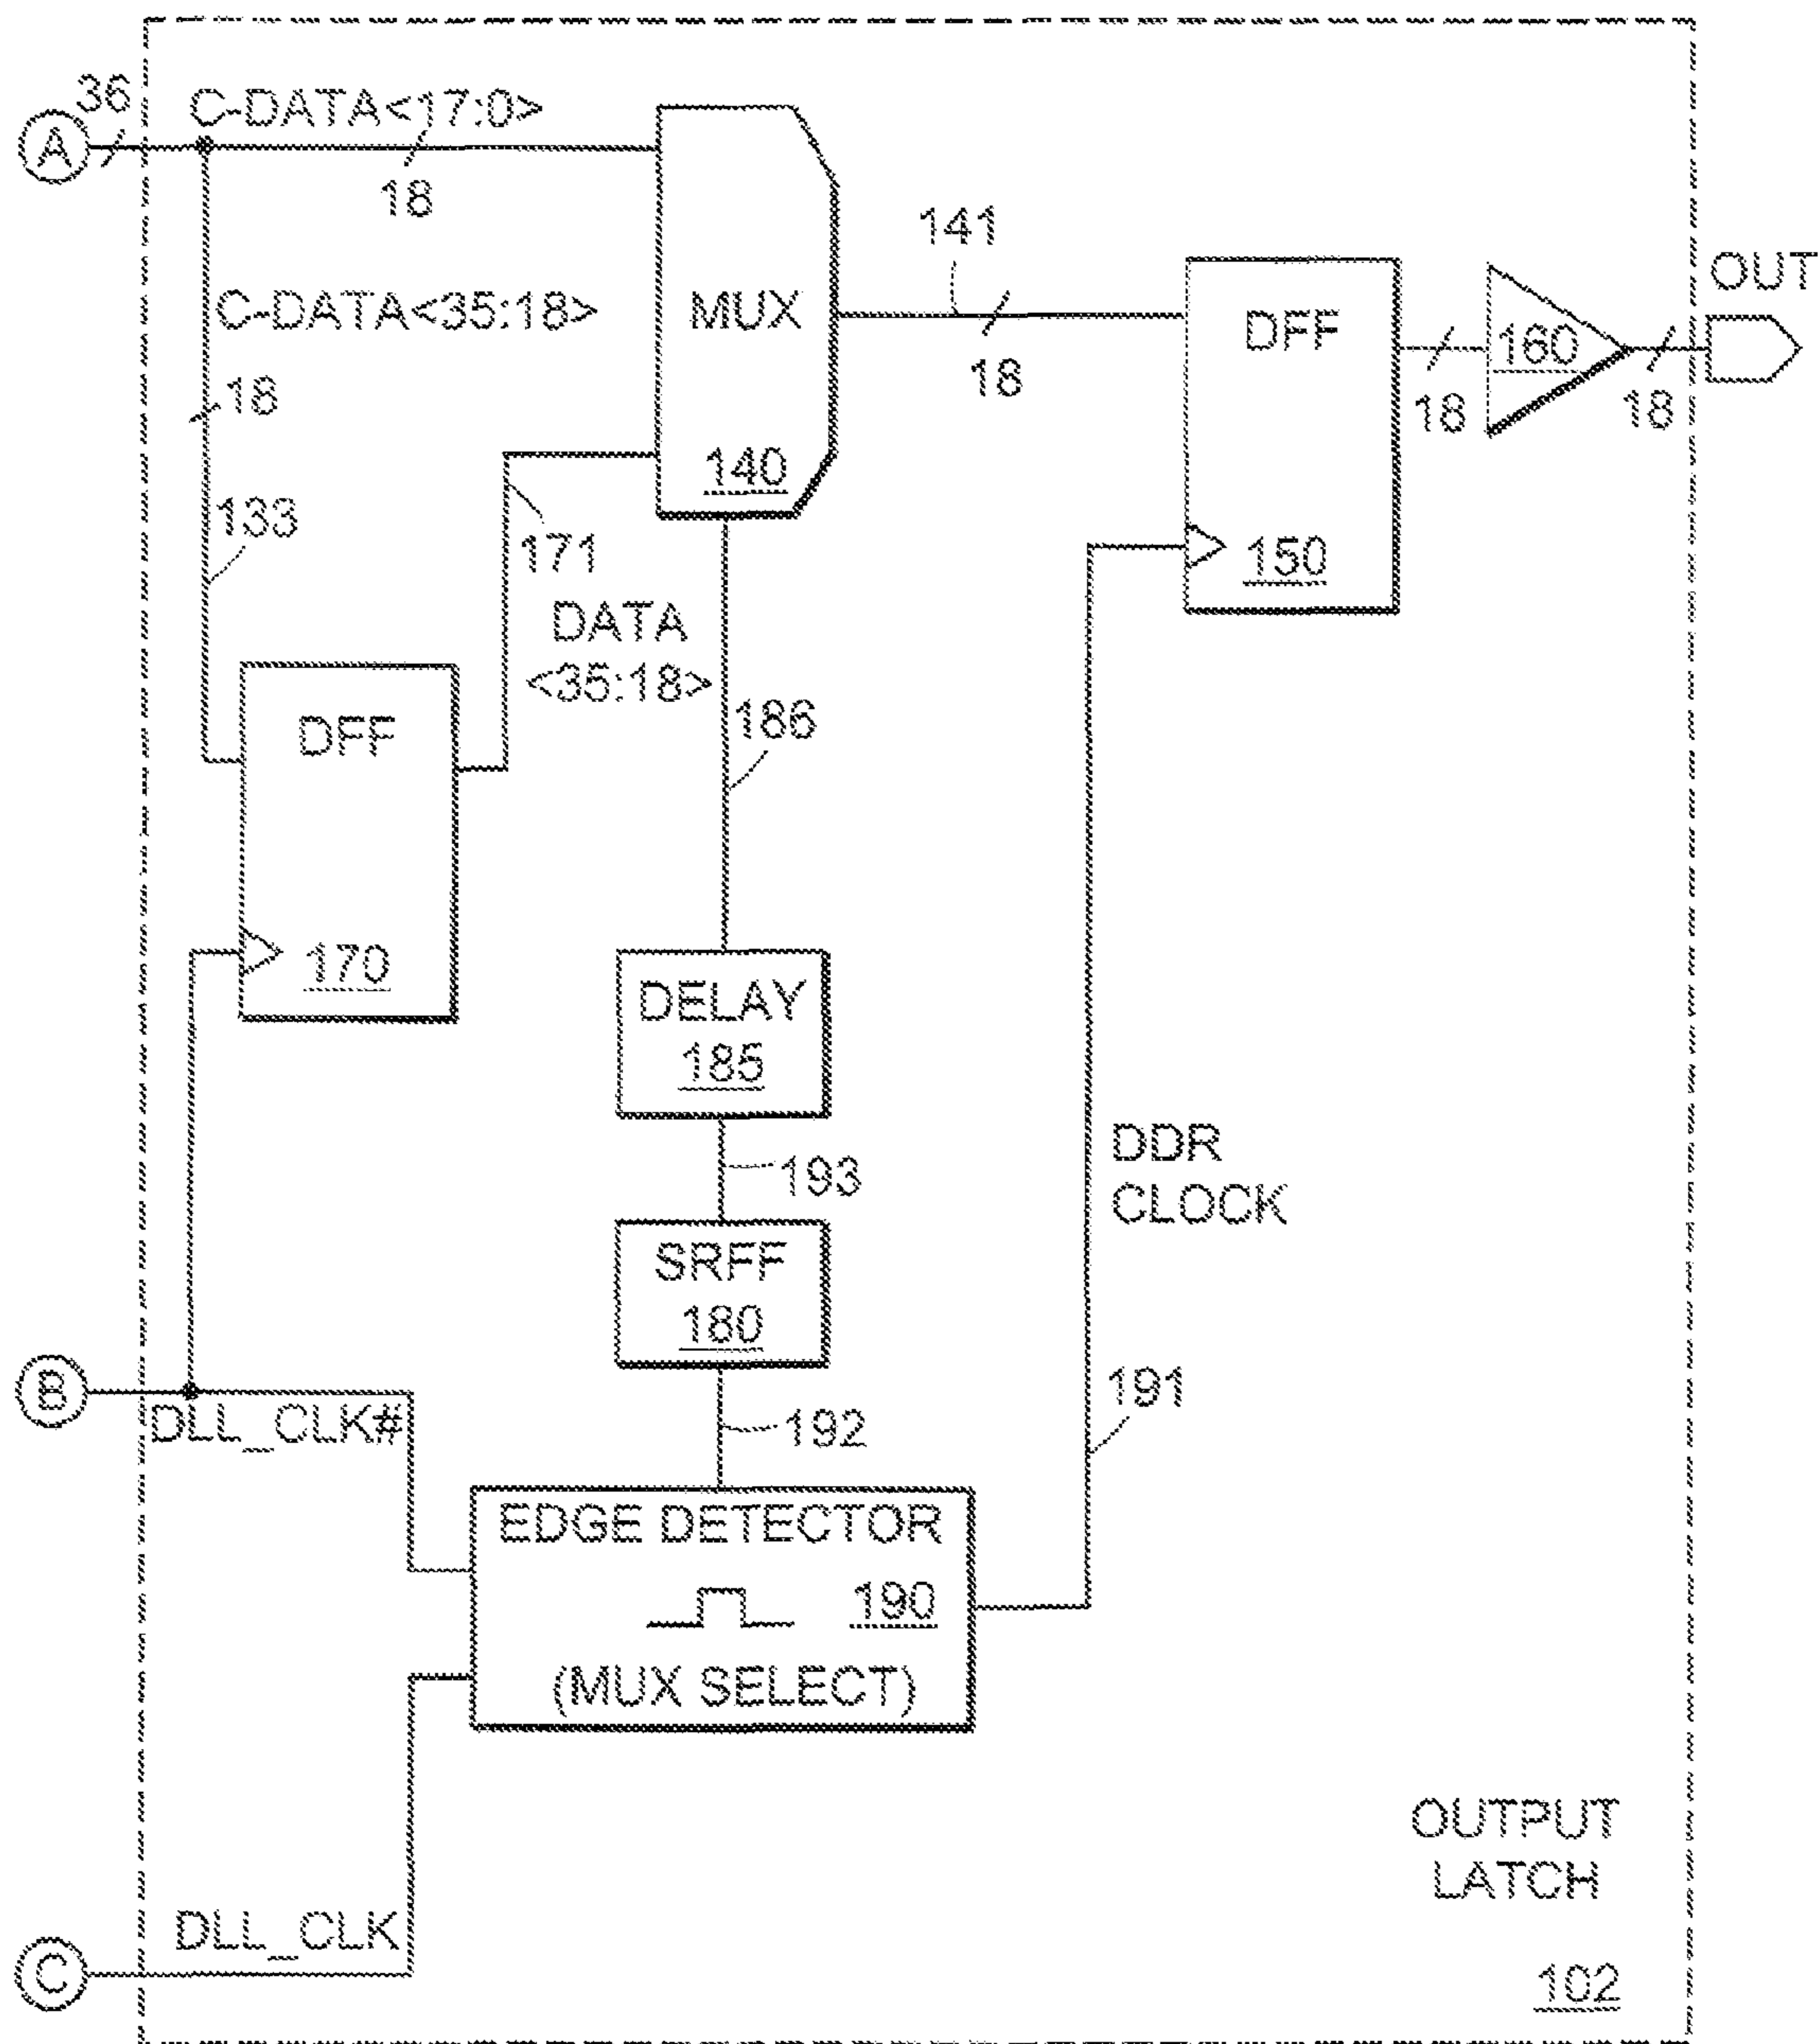 36
C-DATA<17:0>
A
18
141
MUX
DFF
OUT
C-DATA<35:18>
160
18
18
18
18
140
133
171
150
DATA
<35:18>
186
DFF
170
DELAY
185
DDR
CLOCK
193
SRFF
180
B
191
DLL_CLK#
192
EDGE DETECTOR
190
(MUX SELECT)
OUTPUT
LATCH
DLL_CLK
C
102